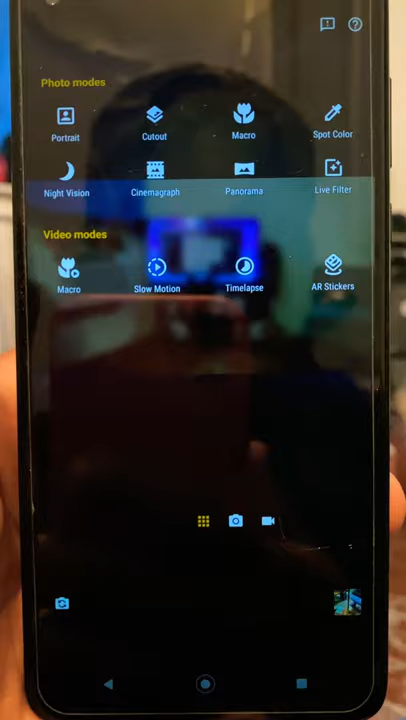 Photo modes
Portrait
Cutout
Macro
Spot Color
Night Vision
Cinemagraph
Panorama
Live Filter
Video modes
Macro
Slow Motion
Timelapse
AR Stickers